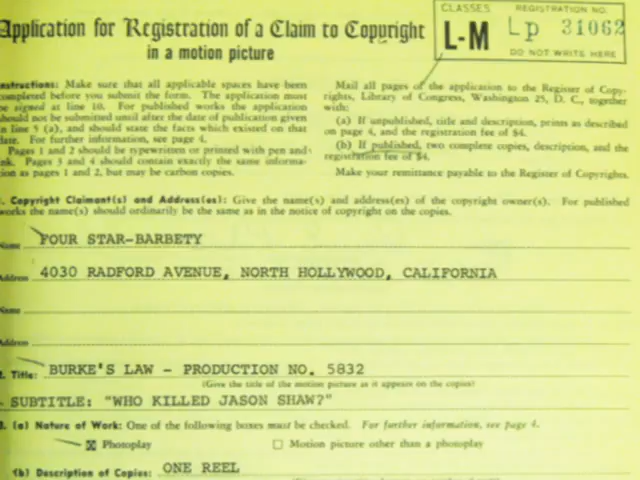 Application for Registration of a Claim to Copyright
in a motion picture
CLASSES REGISTRATION NO.
L-M Lp 31062
DO NOT WRITE HERE
Instructions: Make sure that all applicable spaces have been
completed before you submit the form. The application must
be signed at line 10. For published works the application
should not be submitted until after the date of publication given
in line 5 (a), and should state the facts which existed on that
date. For further information, see page 4.
Pages 1 and 2 should be typewritten or printed with pen and
ink. Pages 3 and 4 should contain exactly the same informa-
tion as pages 1 and 2, but may be carbon copies.
Mail all pages of the application to the Register of Copy-
rights, Library of Congress, Washington 25, D. C., together
with:
(a) If unpublished, title and description, prints as described
on page 4, and the registration fee of $4.
(b) If published, two complete copies, description, and the
registration fee of $4.
Make your remittance payable to the Register of Copyrights.
1. Copyright Claimant(s) and Address(es): Give the name(s) and address(es) of the copyright owner(s). For published
works the name(s) should ordinarily be the same as in the notice of copyright on the copies.
Name FOUR STAR-BARBETY
Address 4030 RADFORD AVENUE, NORTH HOLLYWOOD, CALIFORNIA
Name
Address
2. Title: BURKE'S LAW - PRODUCTION NO. 5832
(Give the title of the motion picture as it appears on the copies)
SUBTITLE: "WHO KILLED JASON SHAW?"
3. (a) Nature of Work: One of the following boxes must be checked. For further information, see page 4.
☒ Photoplay ☐ Motion picture other than a photoplay
(b) Description of Copies: ONE REEL